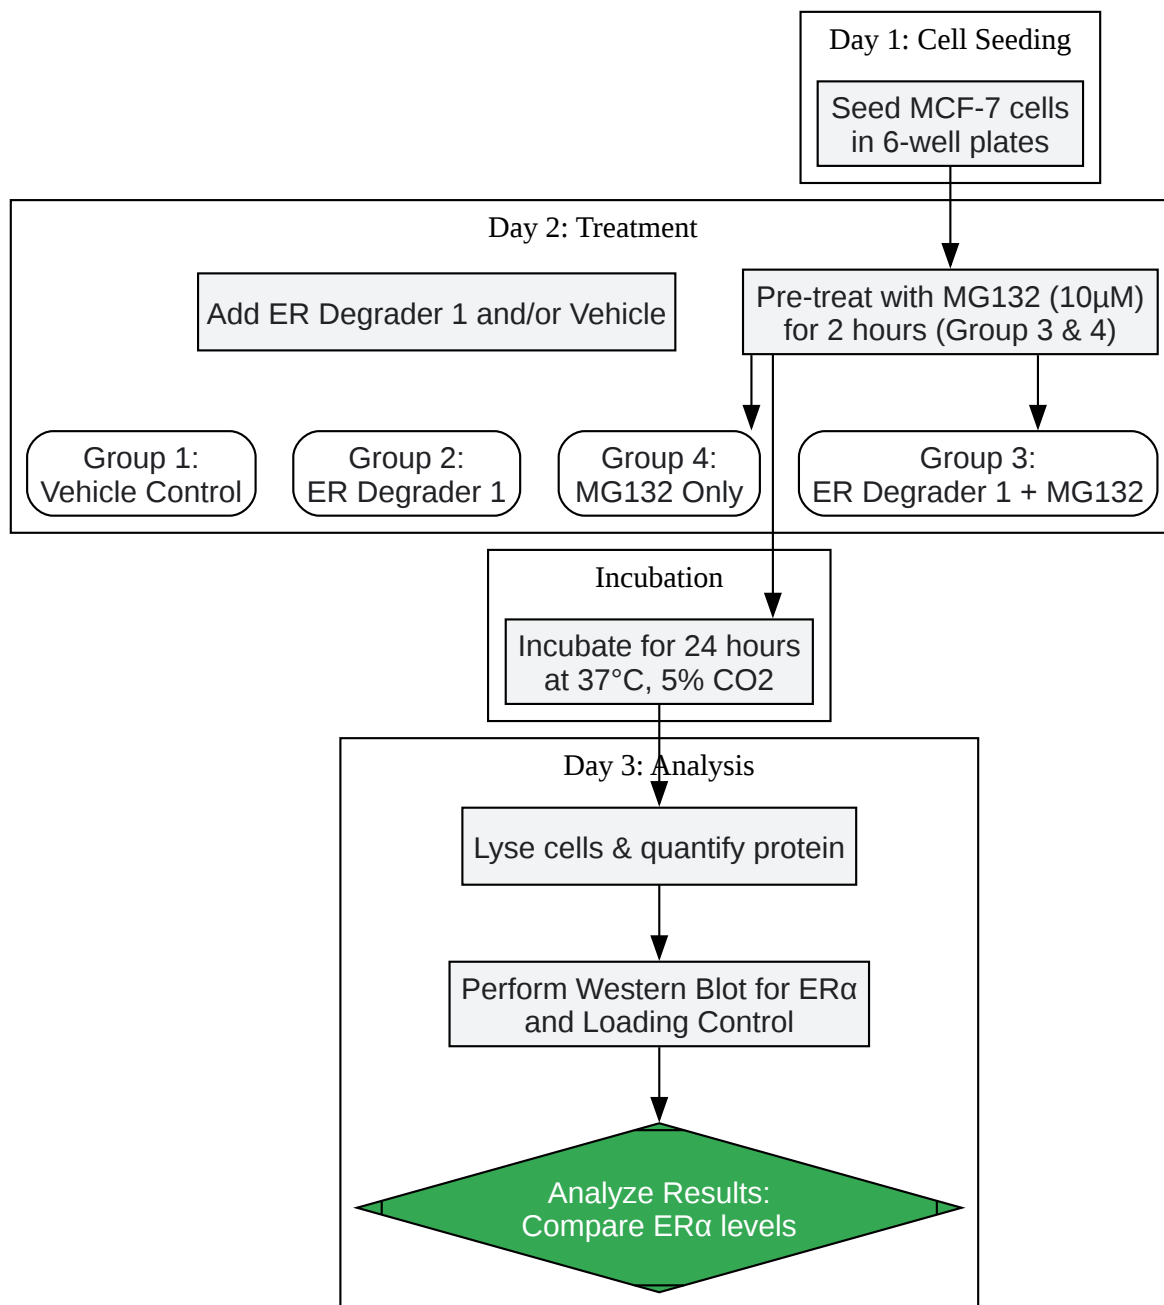 Day 1: Cell Seeding
Seed MCF-7 cells
in 6-well plates
Day 2: Treatment
Add ER Degrader 1 and/or Vehicle
Pre-treat with MG132 (10µM)
for 2 hours (Group 3 & 4)
Group 1:
Vehicle Control
Group 2:
ER Degrader 1
Group 4:
MG132 Only
Group 3:
ER Degrader 1 + MG132
Incubation
Incubate for 24 hours
at 37°C, 5% CO2
Day 3: Analysis
Lyse cells & quantify protein
Perform Western Blot for ERα
and Loading Control
Analyze Results:
Compare ERα levels